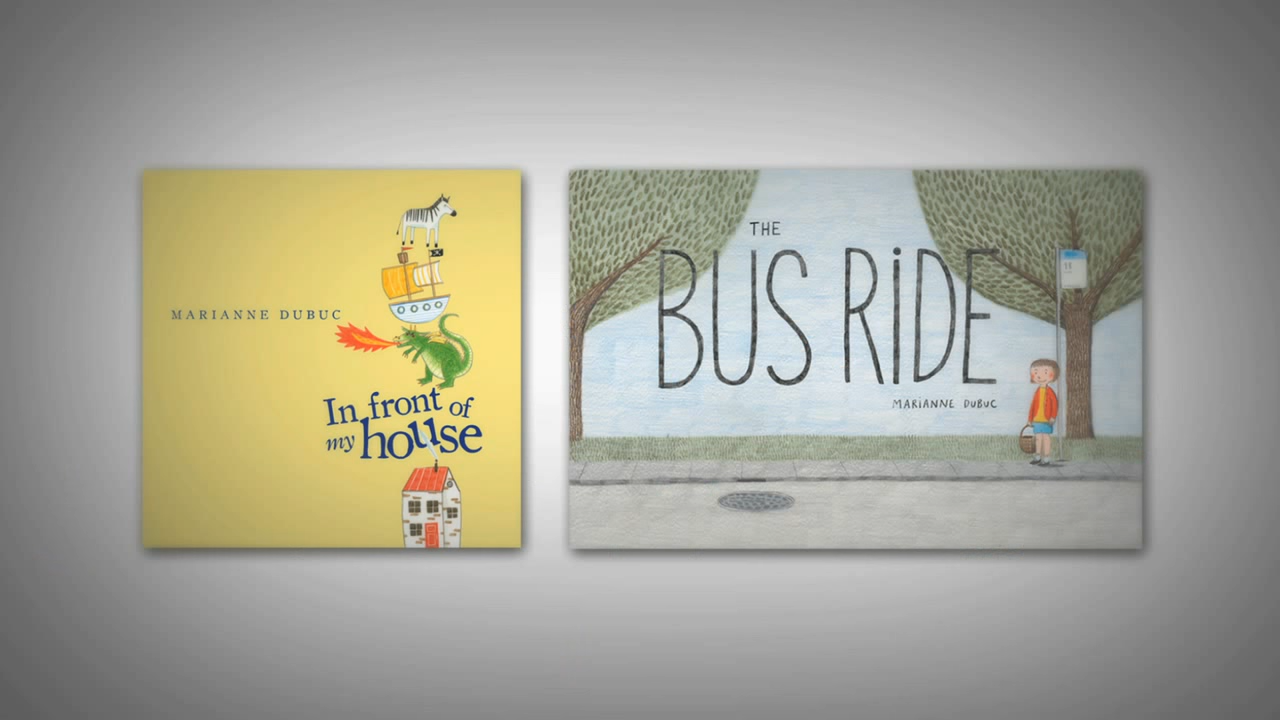 MARIANNE DUBUC
In front of
my house
THE
BUS RiDE
MARiANNE DUBUC